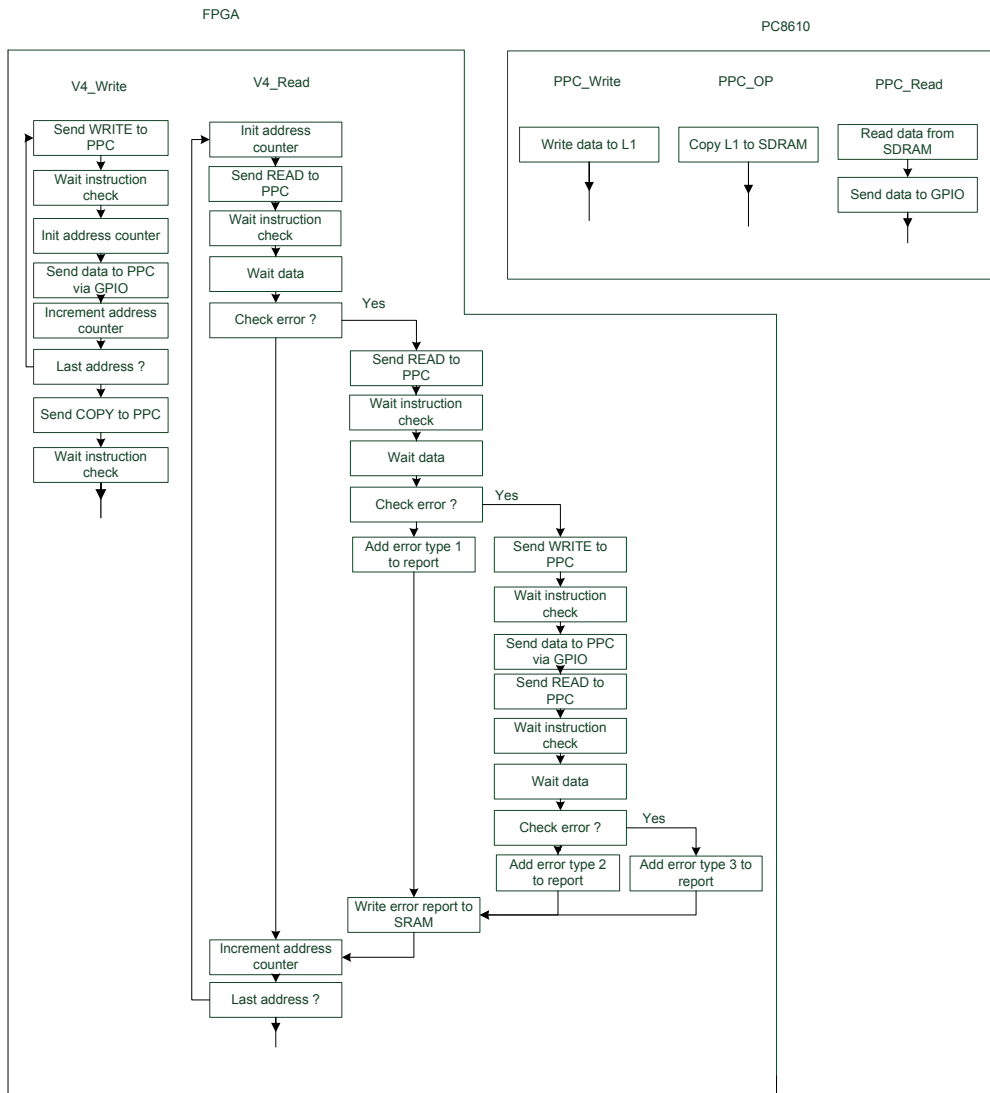 FPGA
PC8610
V4_Write
V4_Read
PPC_Write
PPC_OP
PPC_Read
Send WRITE to
PPC
Wait instruction
check
Init address counter
Send data to PPC
via GPIO
Increment address
counter
Last address ?
Send COPY to PPC
Wait instruction
check
Init address
counter
Send READ to
PPC
Wait instruction
check
Wait data
Check error ?
Yes
Send READ to
PPC
Wait instruction
check
Wait data
Check error ?
Yes
Add error type 1
to report
Send WRITE to
PPC
Wait instruction
check
Send data to PPC
via GPIO
Send READ to
PPC
Wait instruction
check
Wait data
Check error ?
Yes
Add error type 2
to report
Add error type 3 to
report
Write error report to
SRAM
Increment address
counter
Last address ?
Write data to L1
Copy L1 to SDRAM
Read data from
SDRAM
Send data to GPIO